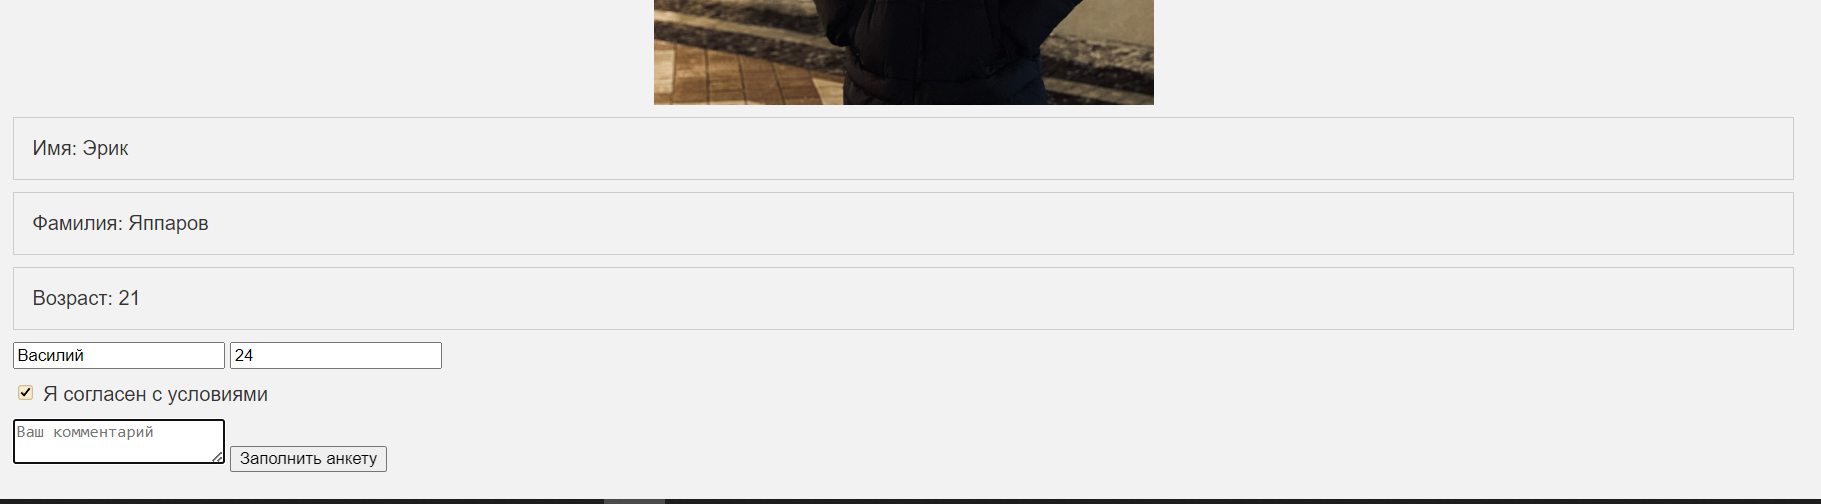 Имя: Эрик
Фамилия: Яппаров
Возраст: 21
Василий 24
Я согласен с условиями
Ваш комментарий
Заполнить анкету